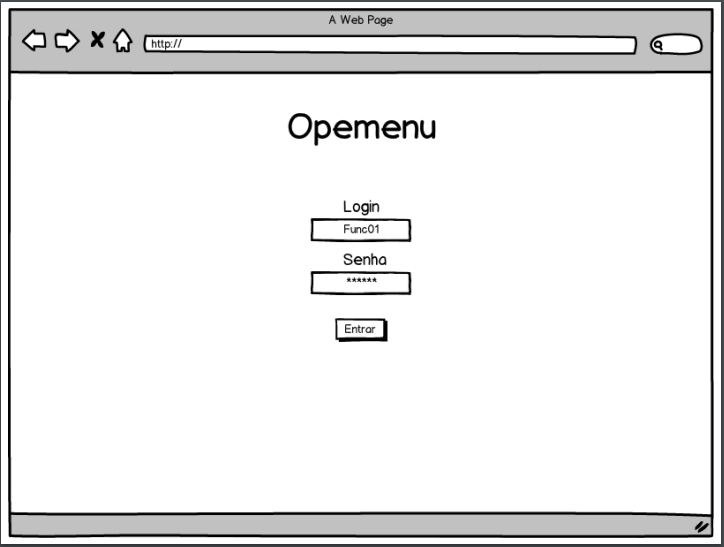 A Web Page
http://
Opemenu
Login
Func01
Senha
******
Entrar